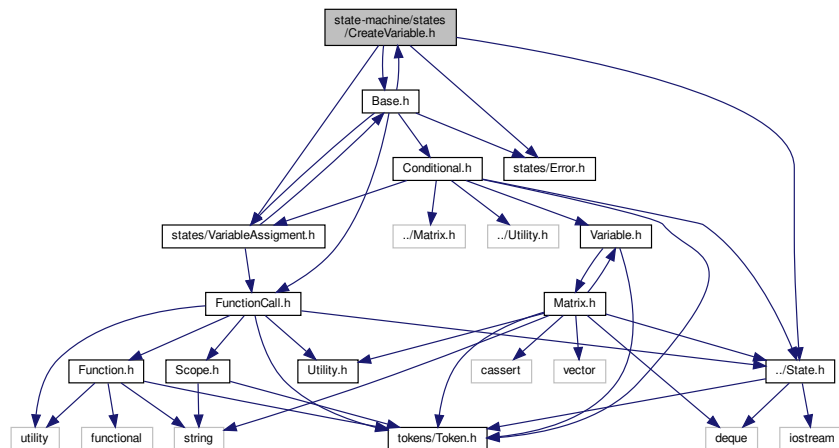 state-machine/states
/CreateVariable.h
Base.h
Conditional.h
states/Error.h
states/VariableAssigment.h
../Matrix.h
../Utility.h
Variable.h
FunctionCall.h
Matrix.h
Function.h
Scope.h
Utility.h
cassert
vector
../State.h
utility
functional
string
tokens/Token.h
deque
iostream